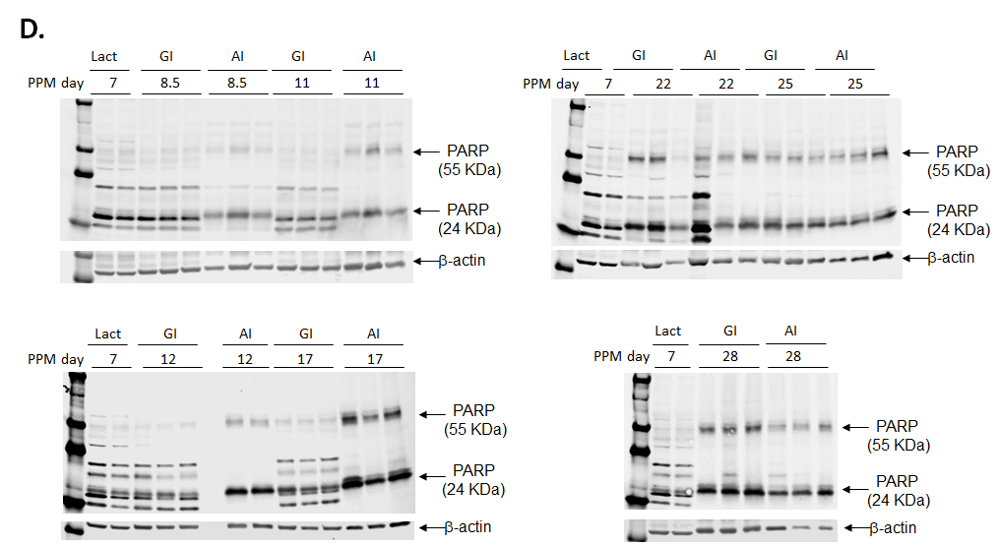 D.
Lact GI AI GI AI
PPM day 7 8.5 8.5 11 11
PARP
(55 KDa)
PARP
(24 KDa)
β-actin
Lact GI AI GI AI
PPM day 7 22 22 25 25
PARP
(55 KDa)
PARP
(24 KDa)
β-actin
Lact GI AI GI AI
PPM day 7 12 12 17 17
PARP
(55 KDa)
PARP
(24 KDa)
β-actin
Lact GI AI
PPM day 7 28 28
PARP
(55 KDa)
PARP
(24 KDa)
β-actin